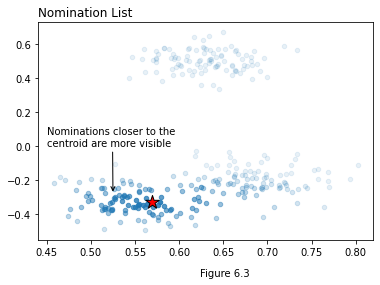 Nomination List
0.6
0.4
0.2
0.0
−0.2
−0.4
Nominations closer to the
centroid are more visible
0.45 0.50 0.55 0.60 0.65 0.70 0.75 0.80
Figure 6.3